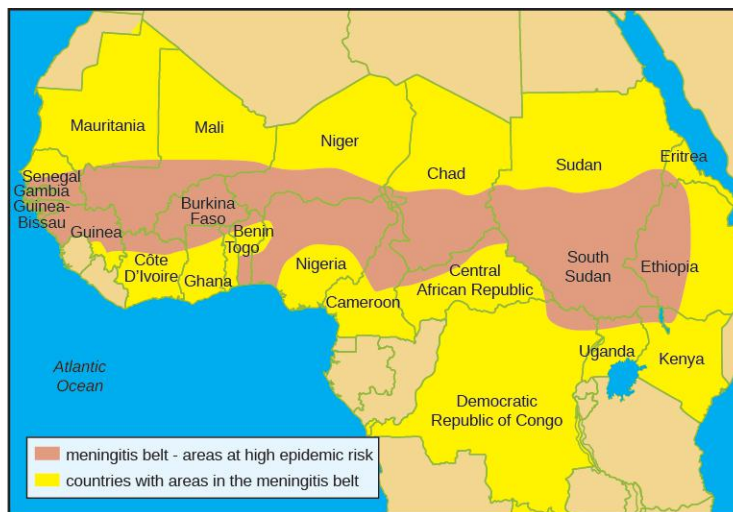 Mauritania
Mali
Niger
Chad
Sudan
Eritrea
Senegal
Gambia
Guinea-
Bissau
Guinea
Burkina
Faso
Benin
Togo
Côte
D'Ivoire
Ghana
Nigeria
Cameroon
Central
African Republic
South
Sudan
Ethiopia
Uganda
Kenya
Democratic
Republic of Congo
Atlantic
Ocean
meningitis belt - areas at high epidemic risk
countries with areas in the meningitis belt